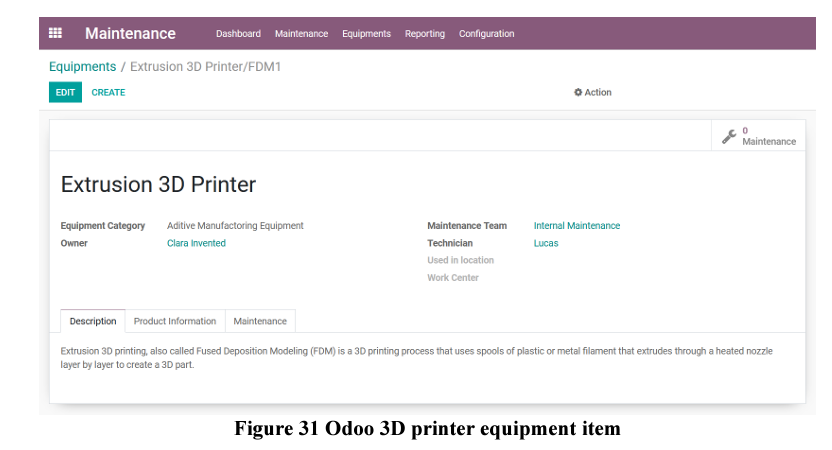 Maintenance Dashboard Maintenance Equipments Reporting Configuration
Equipments / Extrusion 3D Printer/FDM1
EDIT CREATE Action
0
Maintenance
Extrusion 3D Printer
Equipment Category Aditive Manufactoring Equipment Maintenance Team Internal Maintenance
Owner Clara Invented Technician Lucas
Used in location
Work Center
Description Product Information Maintenance
Extrusion 3D printing, also called Fused Deposition Modeling (FDM) is a 3D printing process that uses spools of plastic or metal filament that extrudes through a heated nozzle
layer by layer to create a 3D part.
Figure 31 Odoo 3D printer equipment item